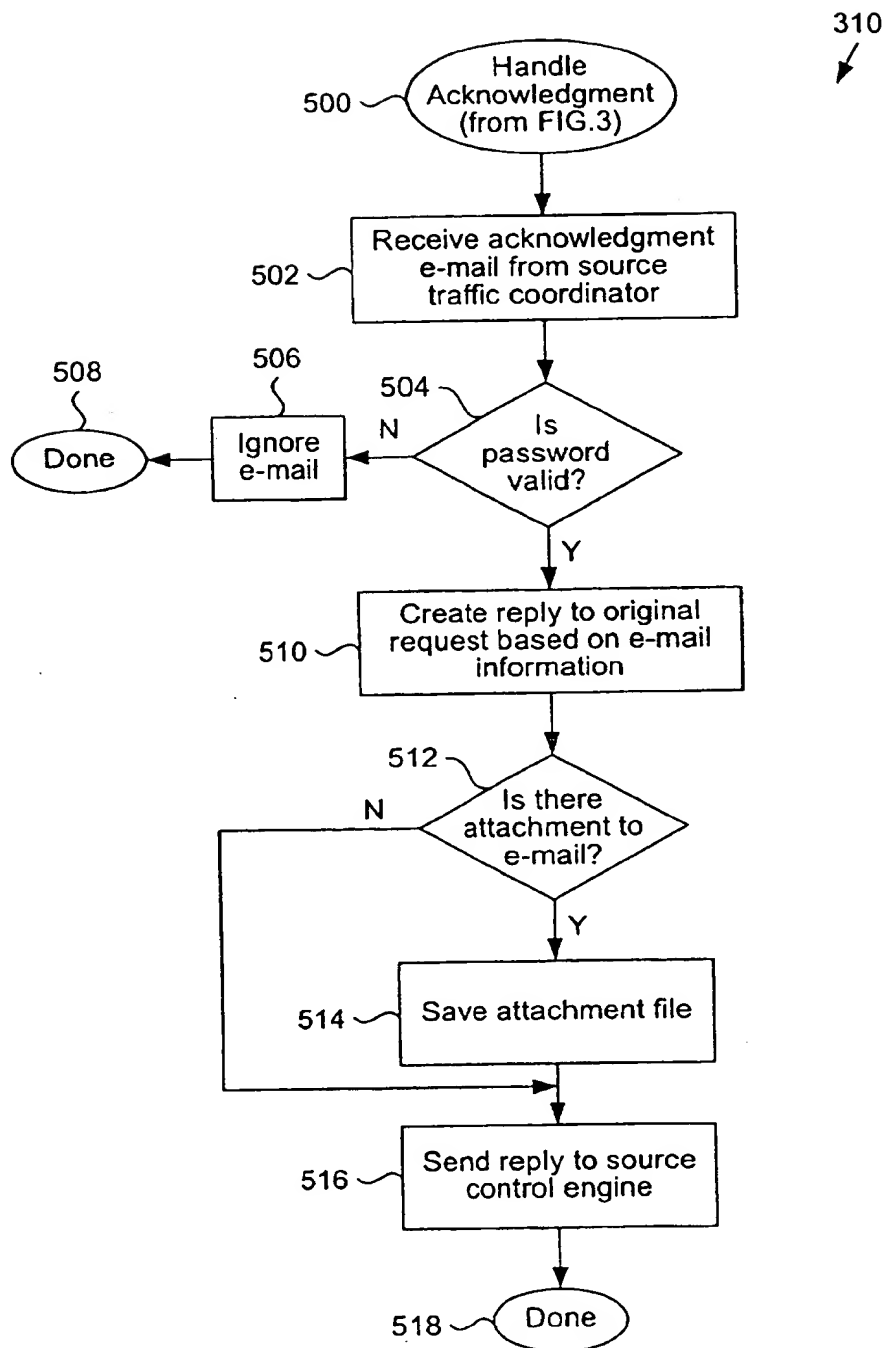 310
500
Handle
Acknowledgment
(from FIG.3)
502
Receive acknowledgment
e-mail from source
traffic coordinator
508
506
504
Done
Ignore
e-mail
N
Is
password
valid?
Y
510
Create reply to original
request based on e-mail
information
512
N
Is there
attachment to
e-mail?
Y
514
Save attachment file
516
Send reply to source
control engine
518
Done